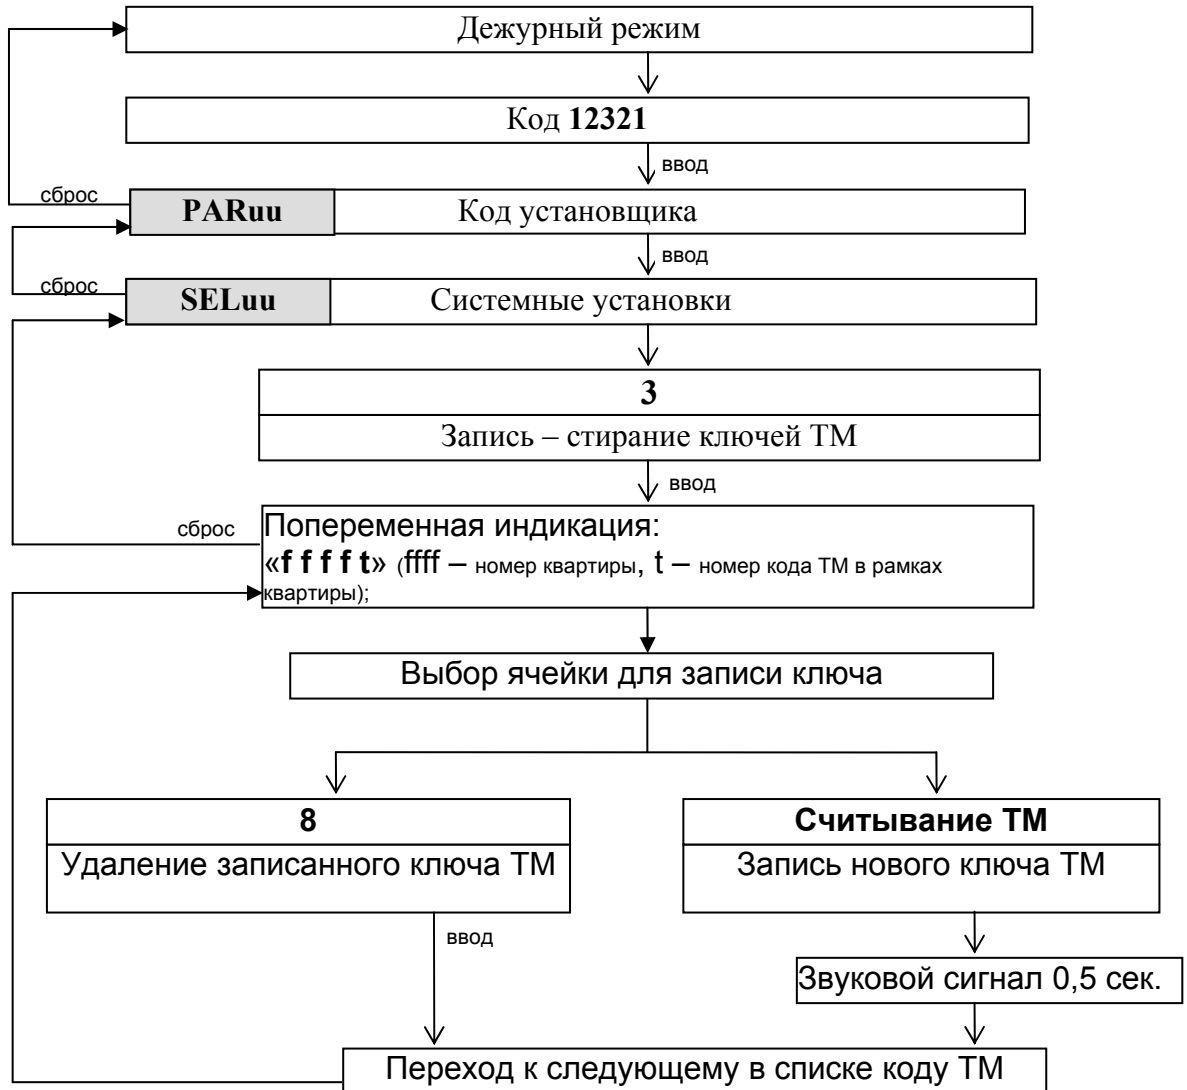 Дежурный режим
Код 12321
ввод
сброс
PARuu Код установщика
ввод
сброс
SELuu Системные установки
3
Запись – стирание ключей ТМ
ввод
сброс
Попеременная индикация:
«f f f f t» (ffff – номер квартиры, t – номер кода ТМ в рамках
квартиры);
Выбор ячейки для записи ключа
8
Удаление записанного ключа ТМ
Считывание ТМ
Запись нового ключа ТМ
ввод
Звуковой сигнал 0,5 сек.
Переход к следующему в списке коду ТМ